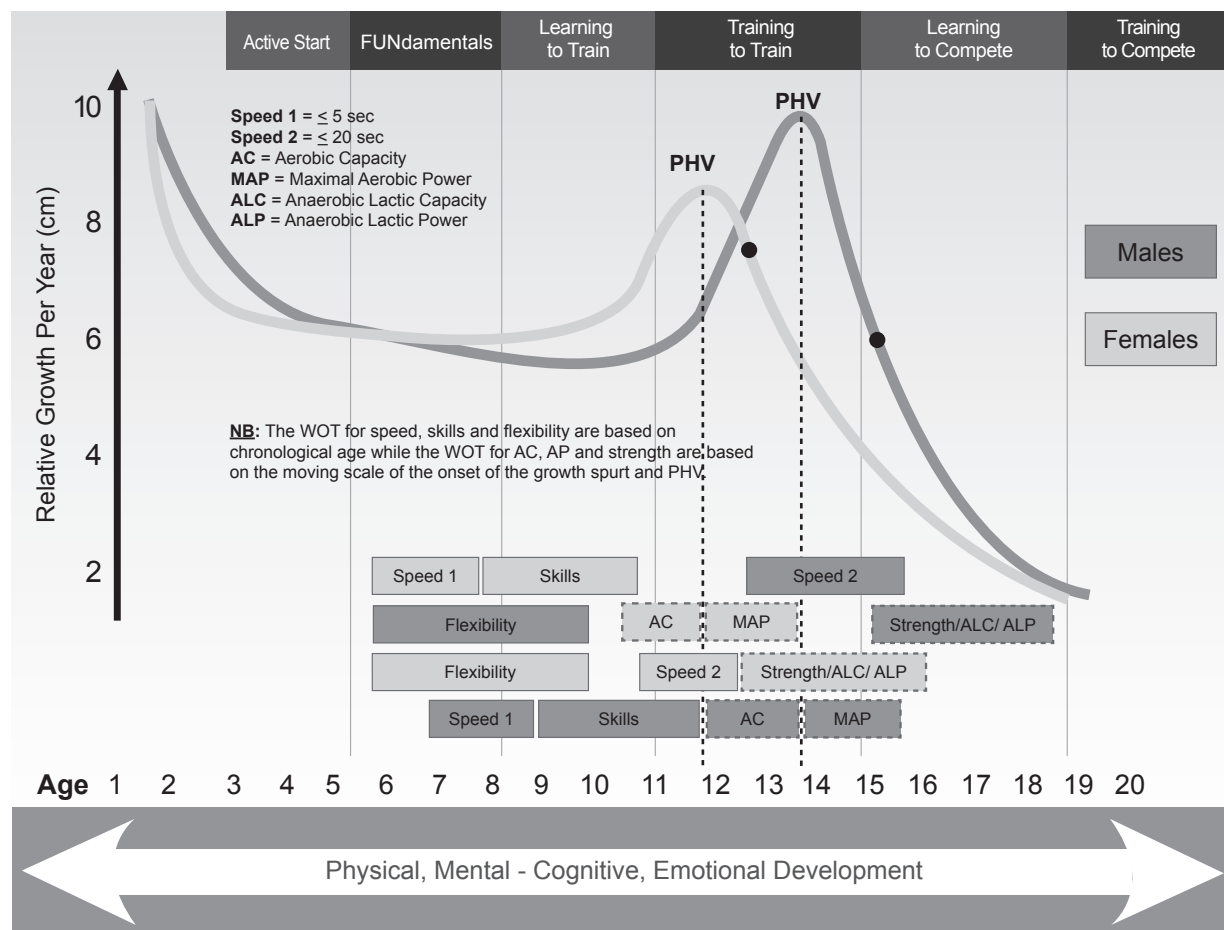 Active Start
FUNdamentals
Learning
to Train
Training
to Train
Learning
to Compete
Training
to Compete
Relative Growth Per Year (cm)
10
8
6
4
2
Speed 1 = ≤ 5 sec
Speed 2 = ≤ 20 sec
AC = Aerobic Capacity
MAP = Maximal Aerobic Power
ALC = Anaerobic Lactic Capacity
ALP = Anaerobic Lactic Power
PHV
PHV
Males
Females
NB: The WOT for speed, skills and flexibility are based on
chronological age while the WOT for AC, AP and strength are based
on the moving scale of the onset of the growth spurt and PHV.
Speed 1
Skills
Speed 2
Flexibility
AC
MAP
Strength/ALC/ ALP
Flexibility
Speed 2
Strength/ALC/ ALP
Speed 1
Skills
AC
MAP
Age 1 2 3 4 5 6 7 8 9 10 11 12 13 14 15 16 17 18 19 20
Physical, Mental - Cognitive, Emotional Development